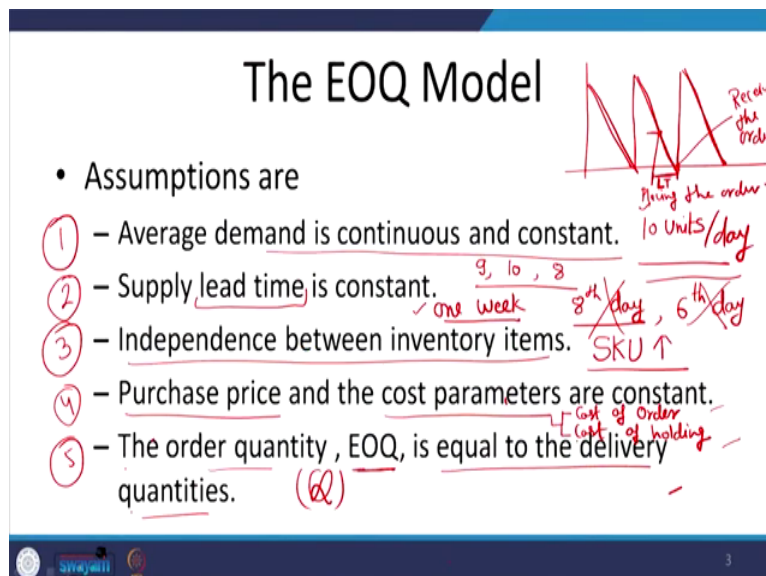 The EOQ Model
the
LT
the order
• Assumptions are
1 – Average demand is continuous and constant. 10 units/day
9, 10, 8
2 – Supply lead time is constant.
✓ one week 8th day, 6th day
3 – Independence between inventory items. SKU ↑
4 – Purchase price and the cost parameters are constant.
Cost of Order
Cost of holding
5 – The order quantity , EOQ, is equal to the delivery
quantities. (Q)
swayam
3